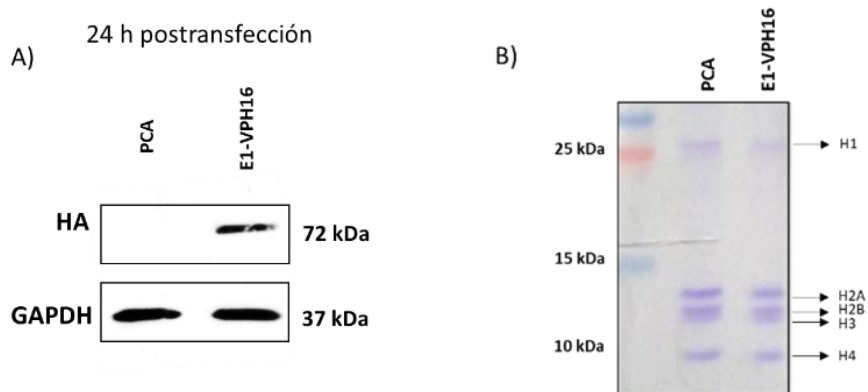 24 h postransfección
A)
PCA
E1-VPH16
HA
72 kDa
GAPDH
37 kDa
B)
PCA
E1-VPH16
25 kDa
H1
15 kDa
H2A
H2B
H3
10 kDa
H4